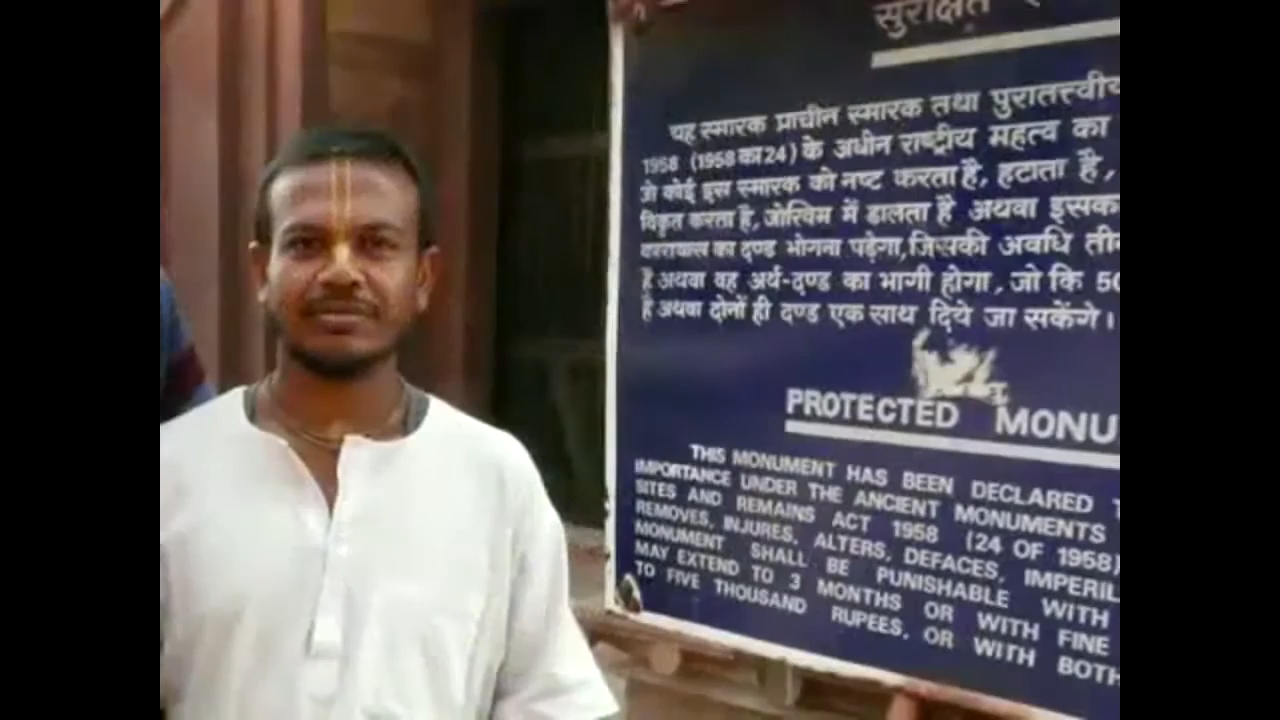 सुरक्षित
यह स्मारक प्राचीन स्मारक तथा पुरातत्त्वीय
1958 (1958 का 24) के अधीन राष्ट्रीय महत्व का
जो कोई इस स्मारक को नष्ट करता है, हटाता है,
विकृत करता है, जोखिम में डालता है अथवा इसक
कारावास का दण्ड भोगना पड़ेगा, जिसकी अवधि तीन
है अथवा वह अर्थ-दण्ड का भागी होगा, जो कि 50
है अथवा दोनों ही दण्ड एक साथ दिये जा सकेंगे।
PROTECTED MONU
THIS MONUMENT HAS BEEN DECLARED T
IMPORTANCE UNDER THE ANCIENT MONUMENTS
SITES AND REMAINS ACT 1958 (24 OF 1958)
REMOVES, INJURES, ALTERS, DEFACES, IMPERIL
MONUMENT SHALL BE PUNISHABLE WITH
MAY EXTEND TO 3 MONTHS OR WITH FINE
TO FIVE THOUSAND RUPEES, OR WITH BOTH